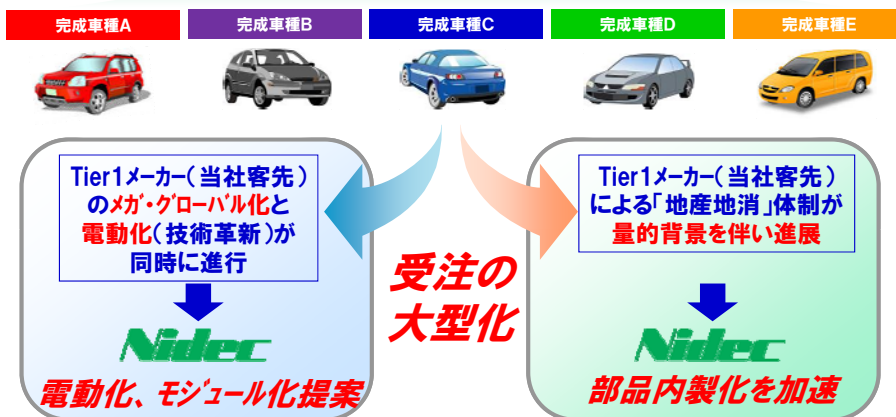 完成車種A
完成車種B
完成車種C
完成車種D
完成車種E
Tier1メーカー(当社客先)
のメガ・グローバル化と
電動化(技術革新)が
同時に進行
Nidec
電動化、モジュール化提案
受注の
大型化
Tier1メーカー(当社客先)
による「地産地消」体制が
量的背景を伴い進展
Nidec
部品内製化を加速